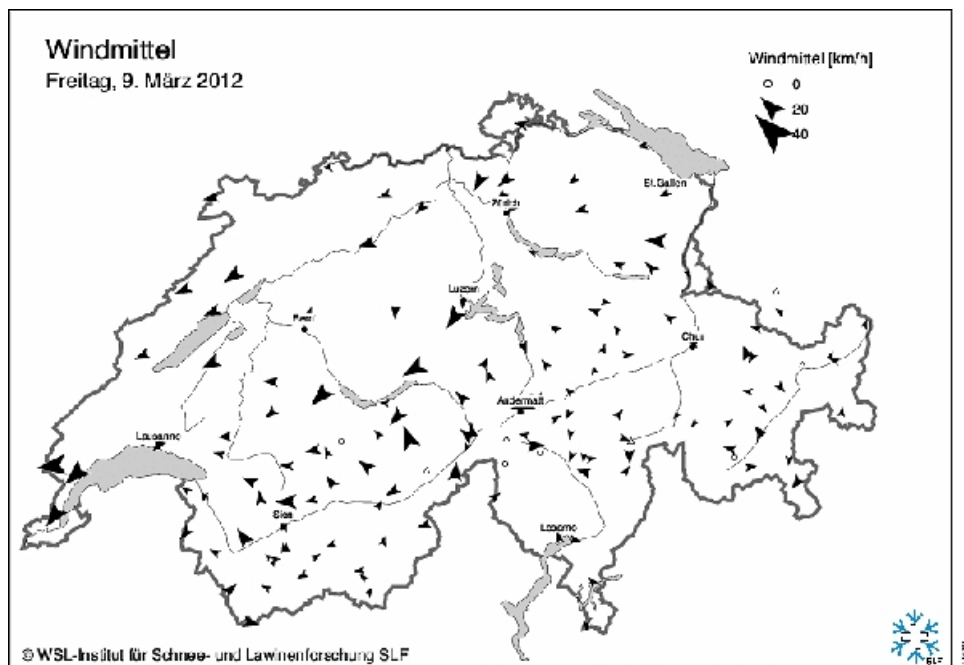 Windmittel
Freitag, 9. März 2012
Windmittel [km/h]
0
20
40
St.Gallen
Zürich
Luzern
Bern
Chur
Andermatt
Lausanne
Sion
Locarno
© WSL-Institut für Schnee- und Lawinenforschung SLF
SLF